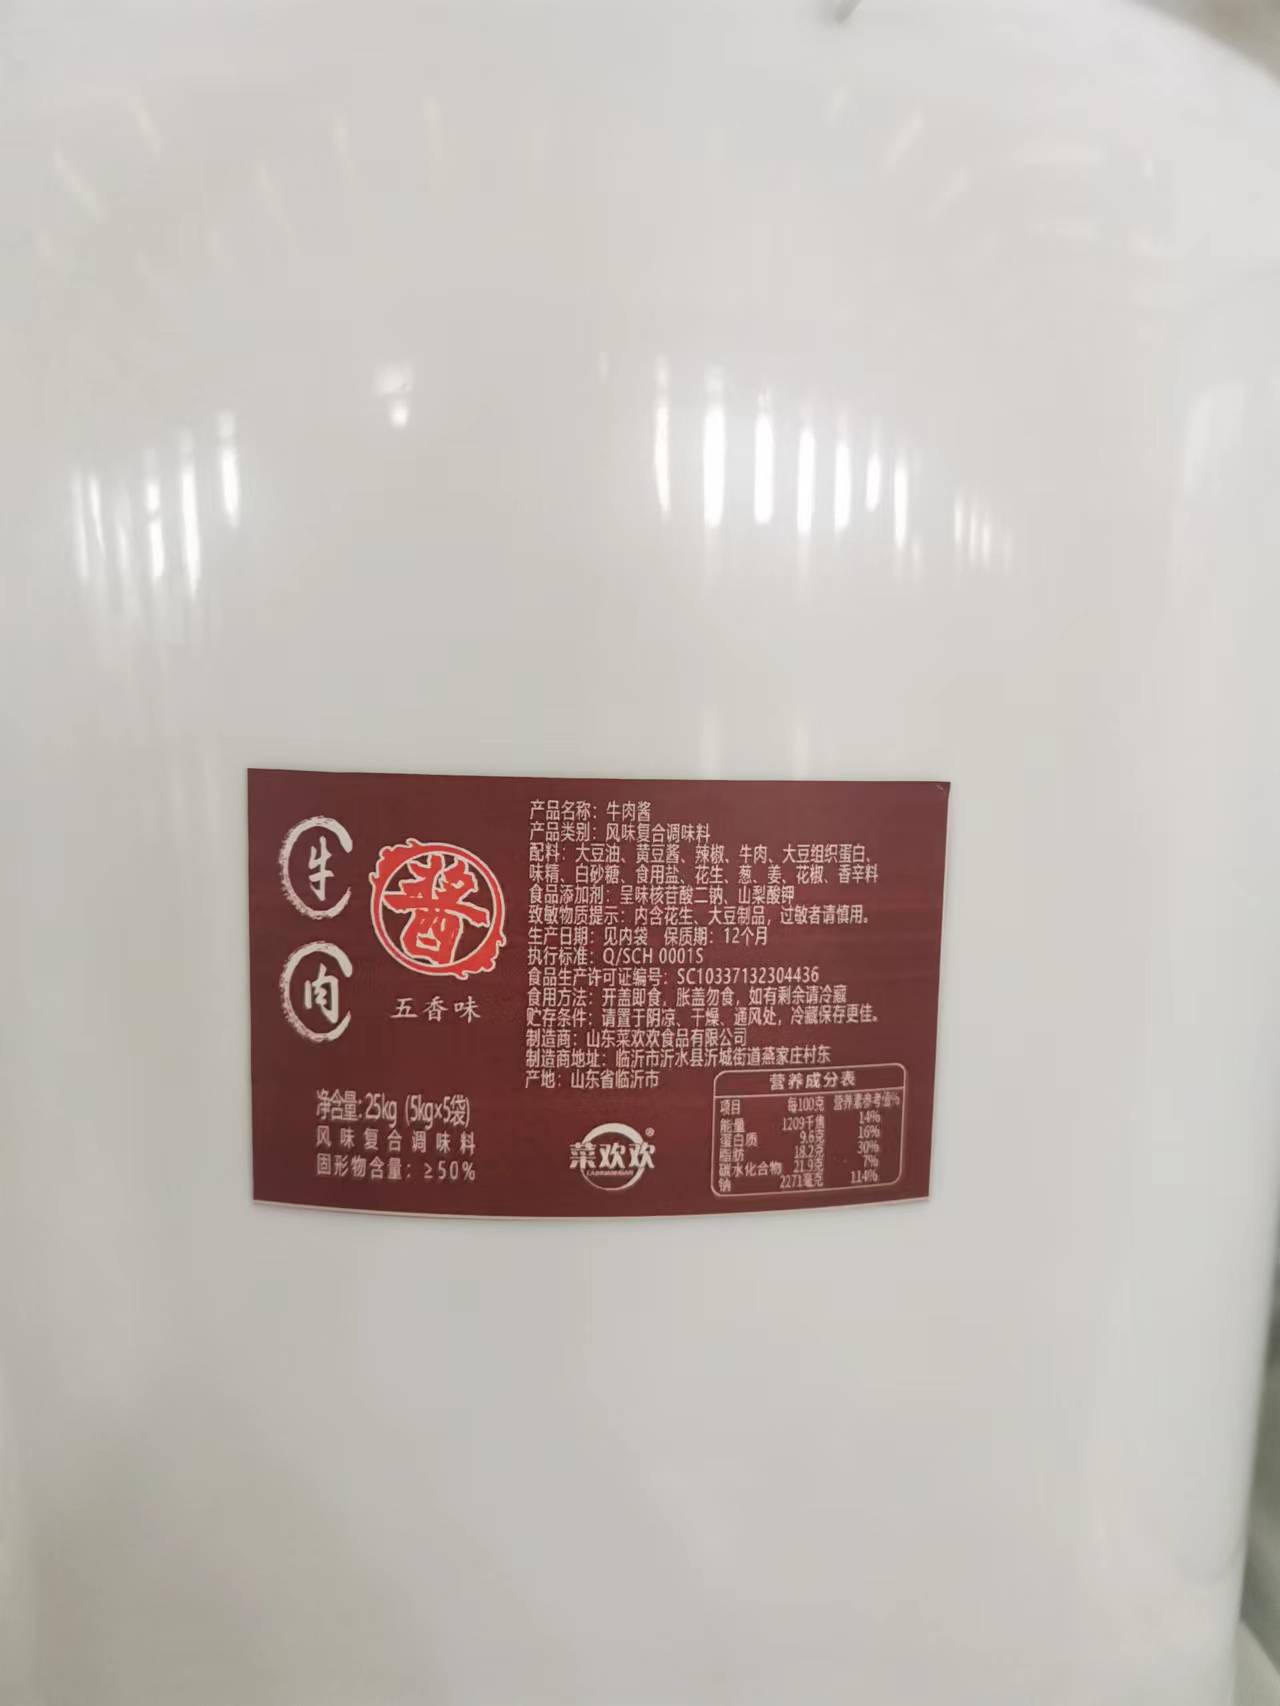 牛肉
酱
五香味
净含量：25kg (5kg×5袋)
风味复合调味料
固形物含量：≥50%
产品名称：牛肉酱
产品类别：风味复合调味料
配料：大豆油、黄豆酱、辣椒、牛肉、大豆组织蛋白、
味精、白砂糖、食用盐、花生、葱、姜、花椒、香辛料
食品添加剂：呈味核苷酸二钠、山梨酸钾
致敏物质提示：内含花生、大豆制品，过敏者请慎用。
生产日期：见内袋 保质期：12个月
执行标准：Q/SCH 0001S
食品生产许可证编号：SC10337132304436
食用方法：开盖即食，胀盖勿食，如有剩余请冷藏
贮存条件：请置于阴凉、干燥、通风处，冷藏保存更佳。
制造商：山东菜欢欢食品有限公司
制造商地址：临沂市沂水县沂城街道燕家庄村东
产地：山东省临沂市
菜欢欢®
营养成分表
项目 每100克 营养素参考值%
能量 1209千焦 14%
蛋白质 9.6克 16%
脂肪 18.2克 30%
碳水化合物 21.9克 7%
钠 2271毫克 114%